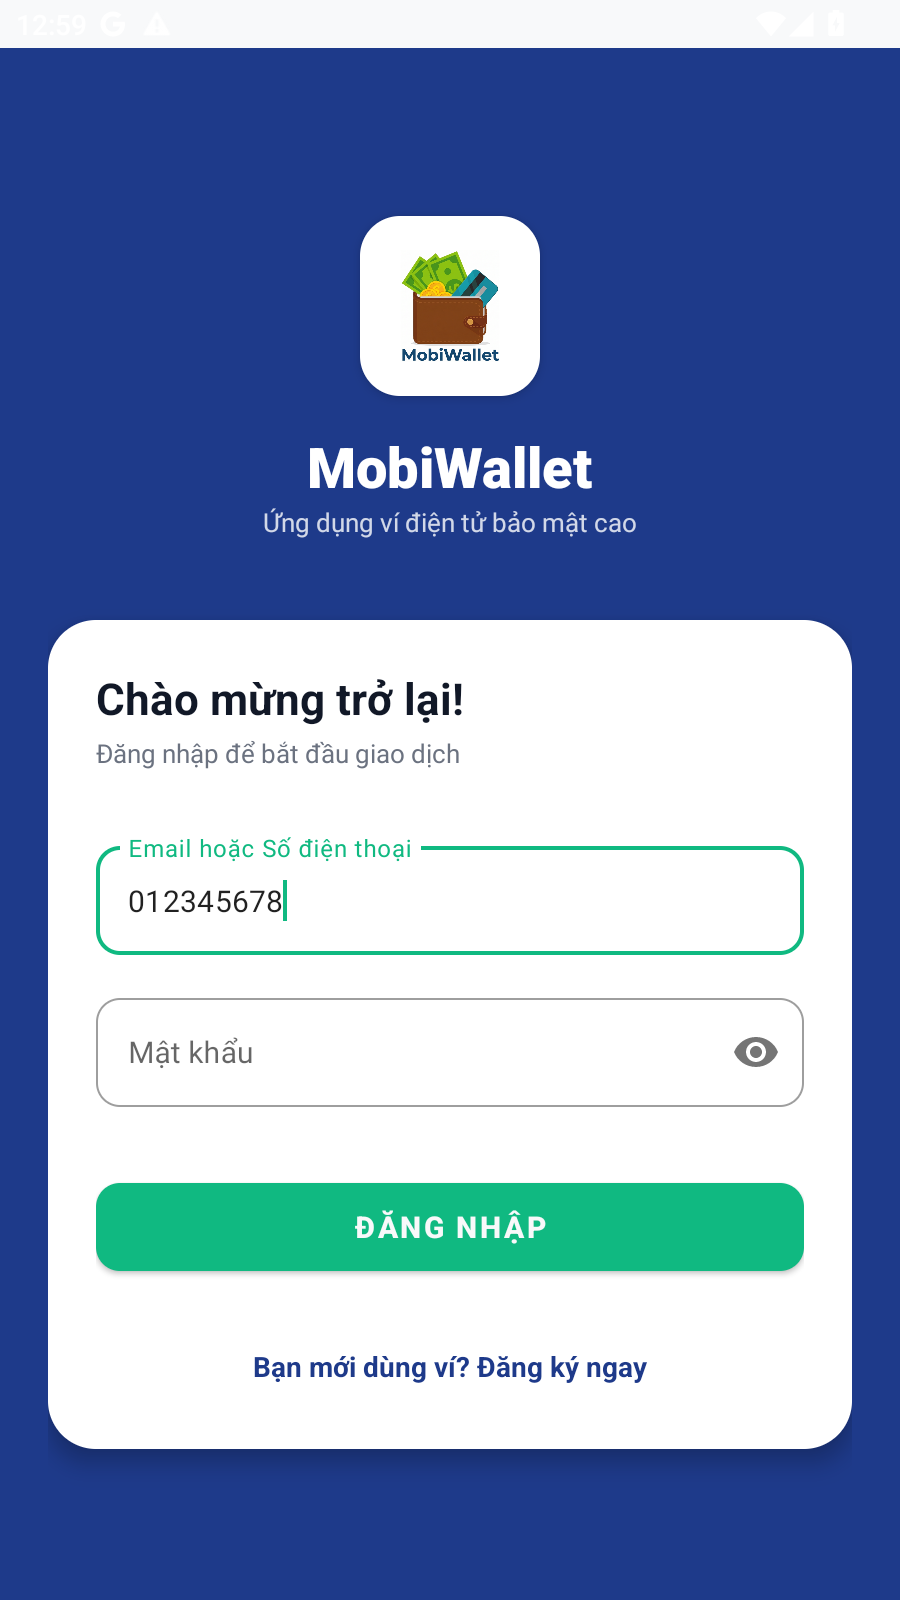 12:59
MobiWallet
MobiWallet
Ứng dụng ví điện tử bảo mật cao
Chào mừng trở lại!
Đăng nhập để bắt đầu giao dịch
Email hoặc Số điện thoại
012345678
Mật khẩu
ĐĂNG NHẬP
Bạn mới dùng ví? Đăng ký ngay